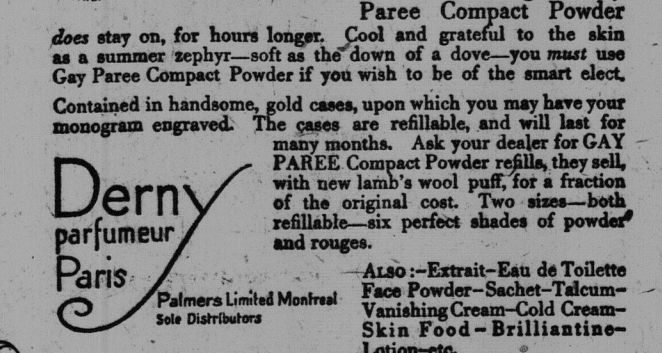 Paree Compact Powder
does stay on, for hours longer. Cool and grateful to the skin
as a summer zephyr—soft as the down of a dove—you must use
Gay Paree Compact Powder if you wish to be of the smart elect.
Contained in handsome, gold cases, upon which you may have your
monogram engraved. The cases are refillable, and will last for
many months. Ask your dealer for GAY
PAREE Compact Powder refills, they sell,
with new lamb's wool puff, for a fraction
of the original cost. Two sizes—both
refillable—six perfect shades of powder
and rouges.
Derny
parfumeur
Paris
Palmers Limited Montreal
Sole Distributors
ALSO:—Extrait—Eau de Toilette
Face Powder—Sachet—Talcum—
Vanishing Cream—Cold Cream—
Skin Food—Brilliantine—
Lotion—etc.